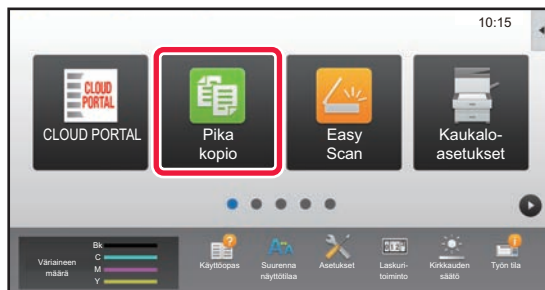 10:15
CLOUD
PORTAL
CLOUD PORTAL
Pika
kopio
Easy
Scan
Kaukalo-
asetukset
Väriaineen
määrä
Bk
C
M
Y
Käyttöopas
Suurenna
näyttötilaa
Asetukset
Laskuri-
toiminto
Kirkkauden
säätö
Työn tila